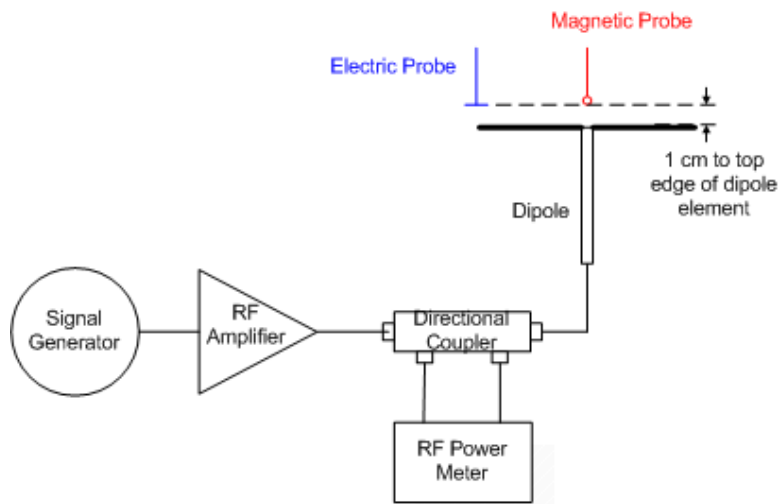 Magnetic Probe
Electric Probe
1 cm to top
edge of dipole
element
Dipole
Signal
Generator
RF
Amplifier
Directional
Coupler
RF Power
Meter